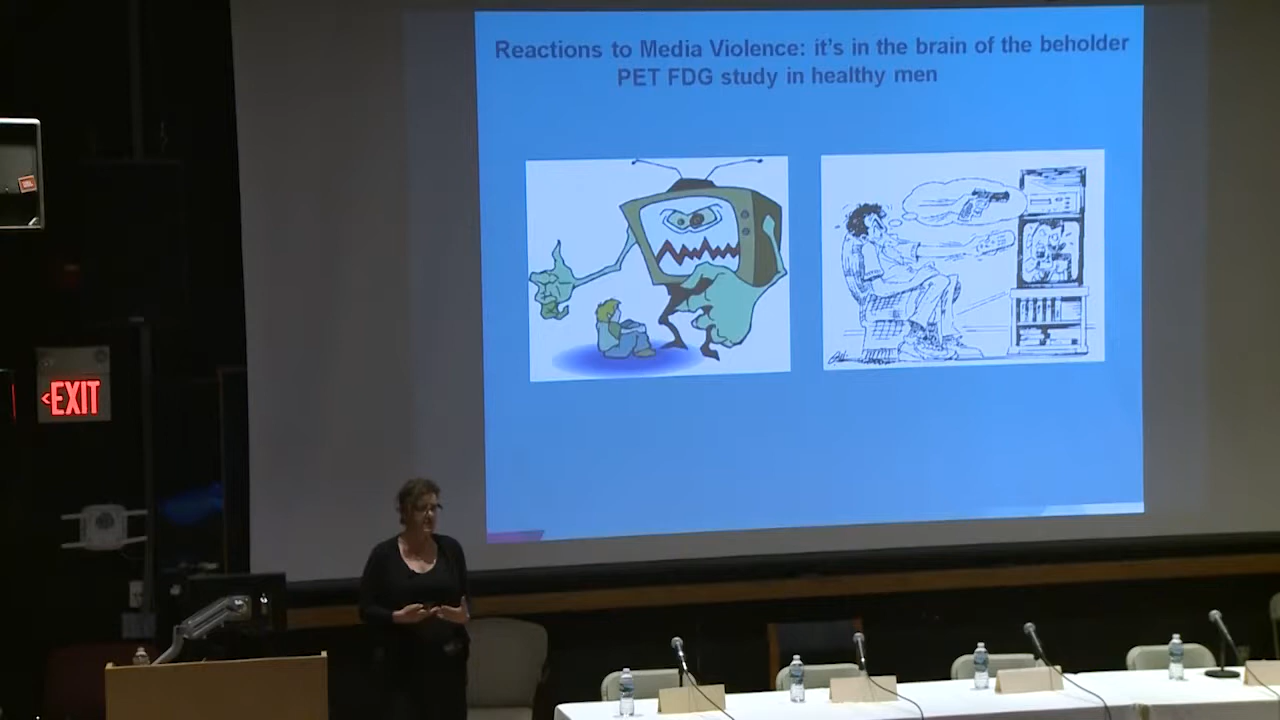 Reactions to Media Violence: it's in the brain of the beholder
PET FDG study in healthy men
EXIT